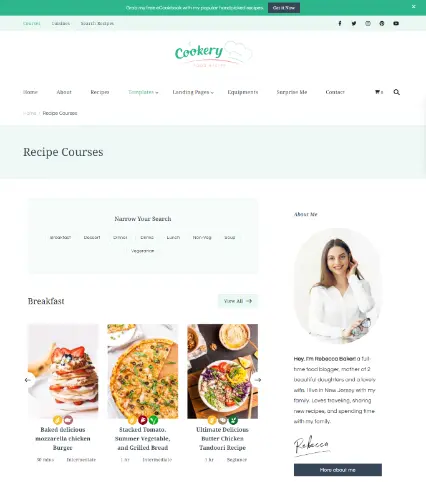 Grab my free eCookbook with my popular handpicked recipes. Get it Now
Courses Cuisines Search Recipes
Cookery
Home About Recipes Templates Landing Pages Equipments Surprise Me Contact 0
Home Recipe Courses
Recipe Courses
Narrow Your Search
Breakfast Dessert Dinner Drinks Lunch Non-Veg Soup
Vegetarian
About Me
Breakfast
View All
Baked delicious
mozzarella chicken
Burger
30 mins Intermediate
Stacked Tomato,
Summer Vegetable,
and Grilled Bread
1 hr Intermediate
Ultimate Delicious
Butter Chicken
Tandoori Recipe
1 hr Beginner
Hey, I'm Rebecca Baker! a full-
time food blogger, mother of 2
beautiful daughters and a lovely
wife. I live in New Jersey with my
family. Loves traveling, sharing
new recipes, and spending time
with my family.
Rebecca
More about me